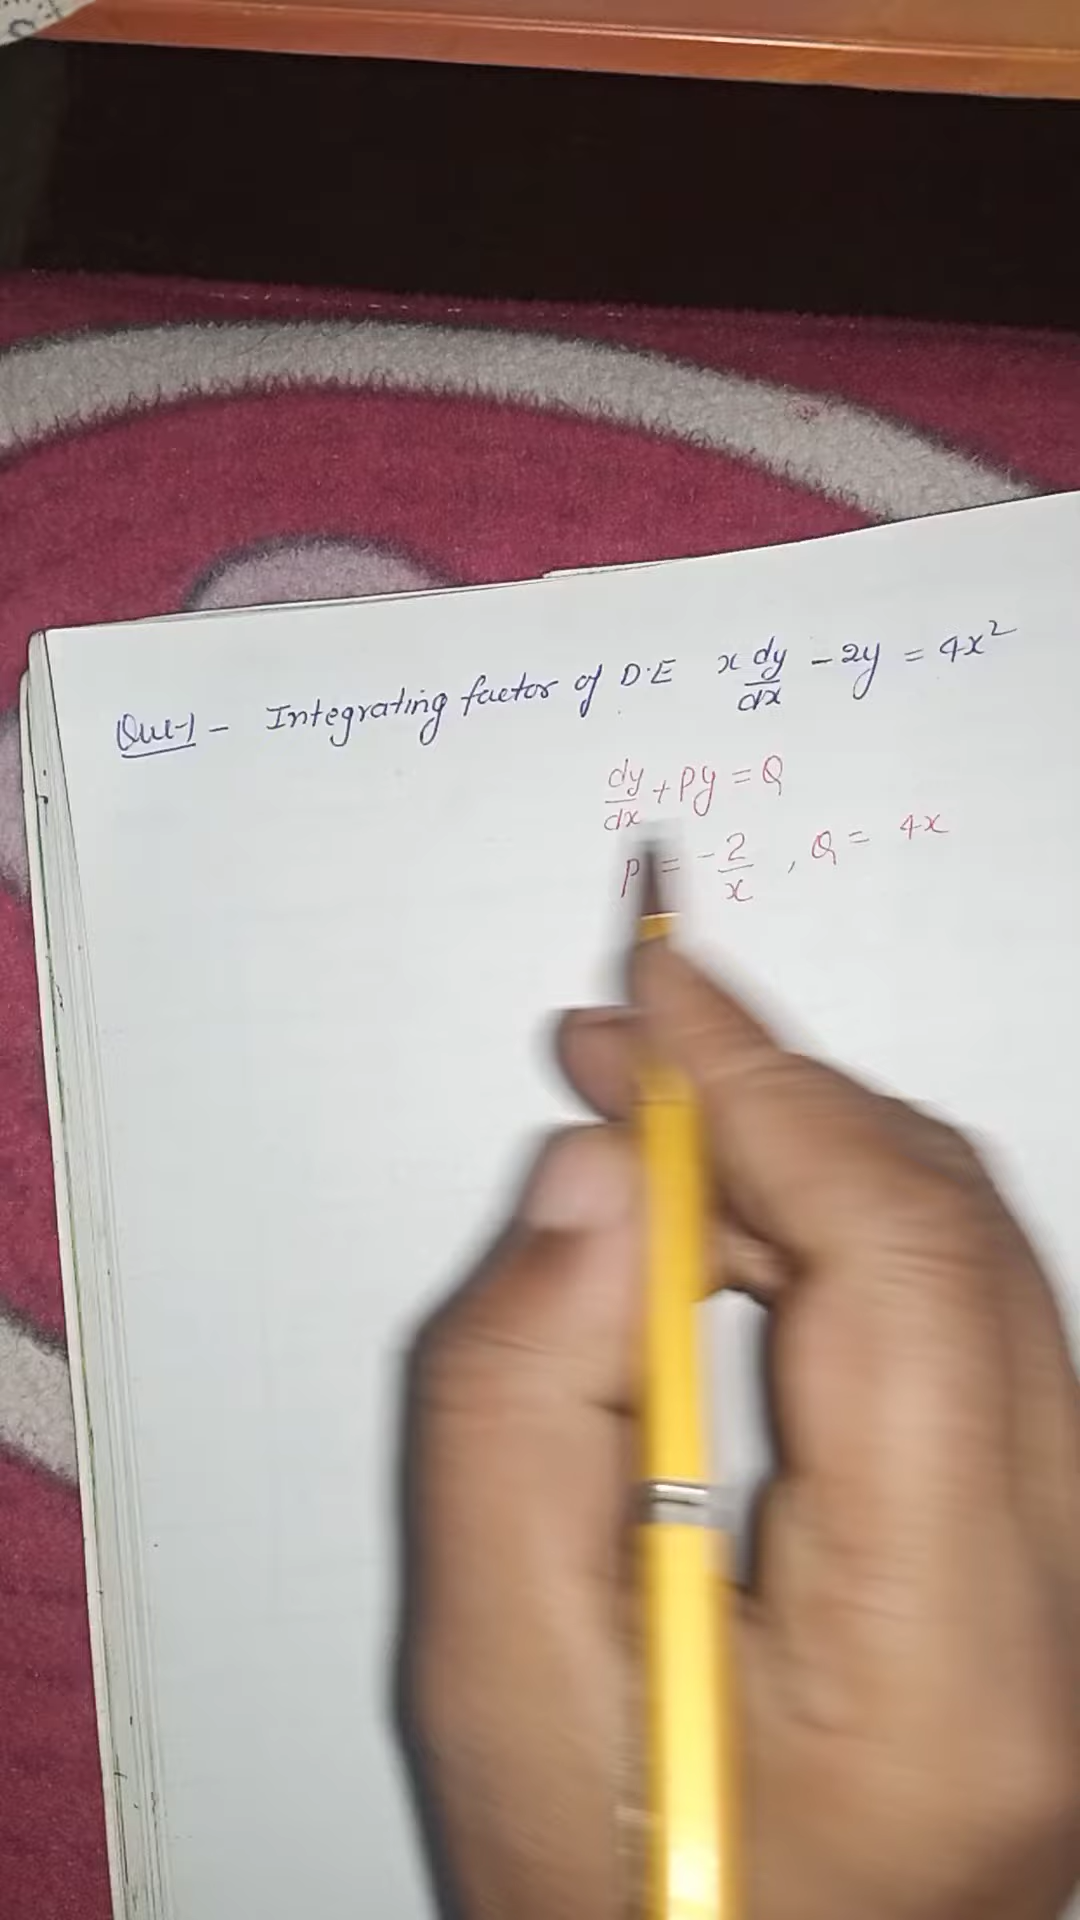 Que-1 - Integrating factor of D.E x dy/dx - 2y = 4x²
dy/dx + Py = Q
P = -2/x , Q = 4x